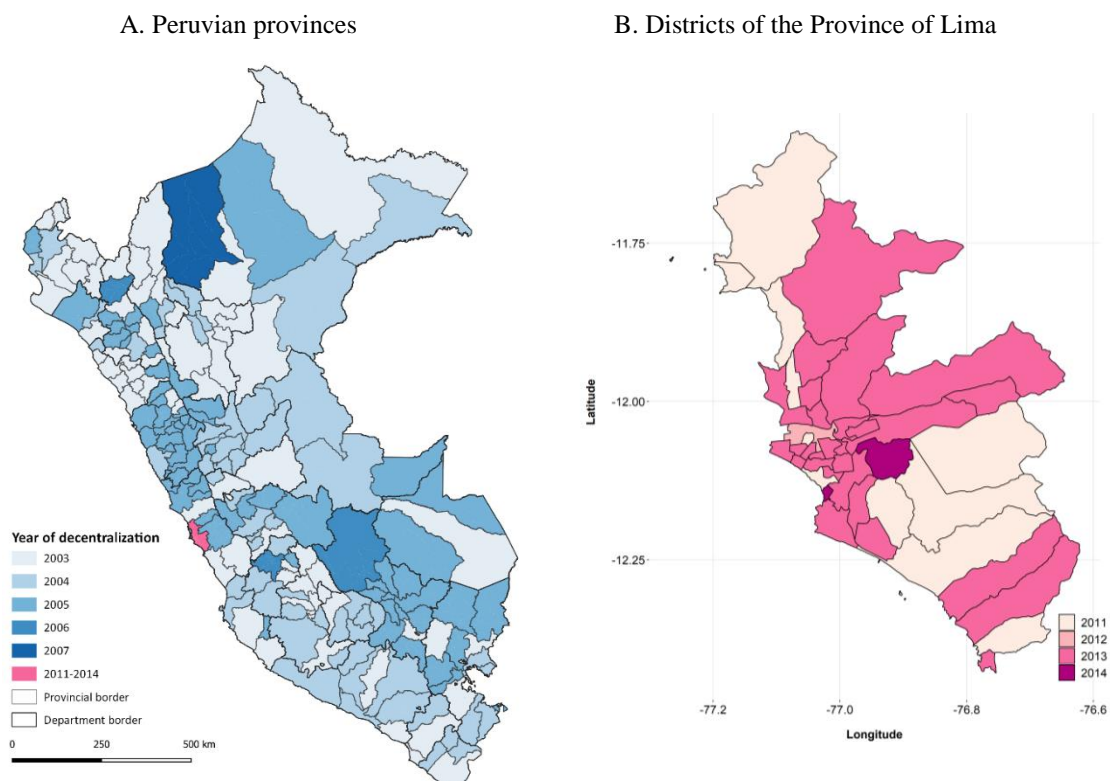 A. Peruvian provinces
B. Districts of the Province of Lima
Year of decentralization
2003
2004
2005
2006
2007
2011-2014
Provincial border
Department border
0 250 500 km
Latitude
-11.75
-12.00
-12.25
-77.2 -77.0 -76.8 -76.6
Longitude
2011
2012
2013
2014